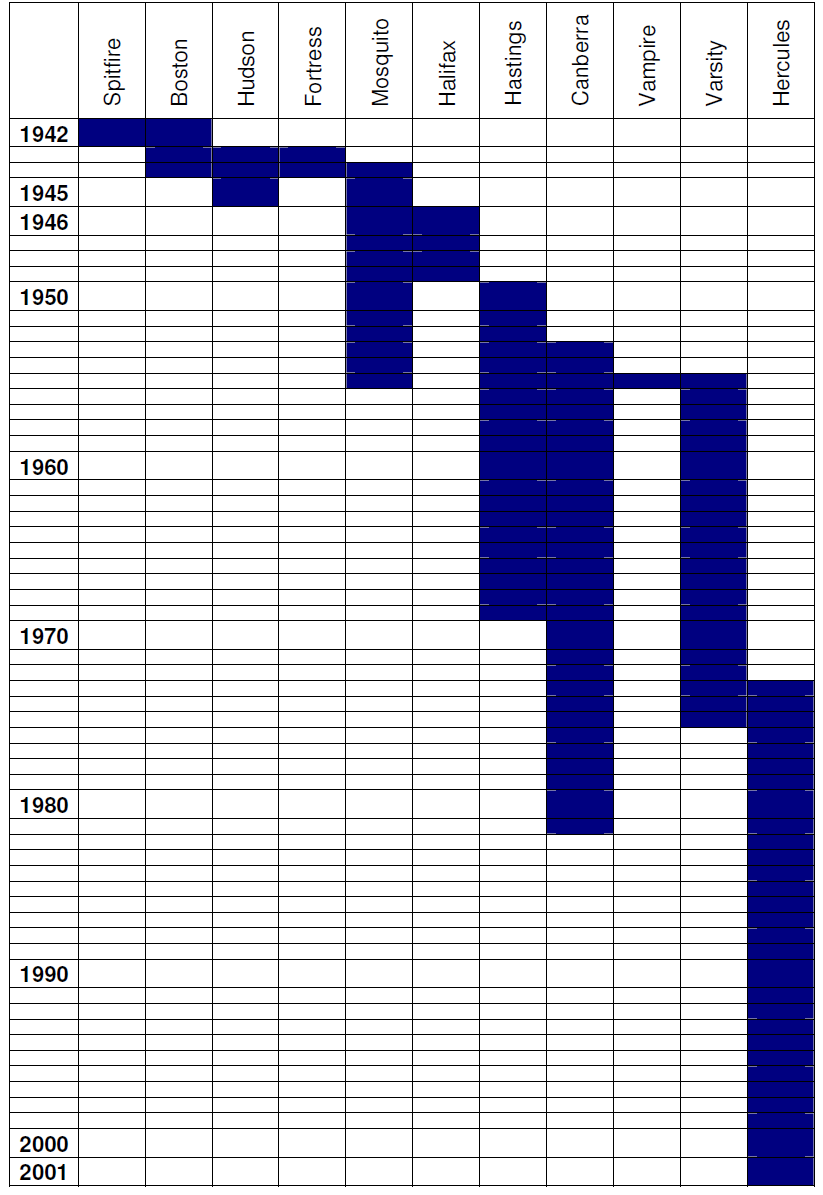 Spitfire
Boston
Hudson
Fortress
Mosquito
Halifax
Hastings
Canberra
Vampire
Varsity
Hercules
1942
1945
1946
1950
1960
1970
1980
1990
2000
2001